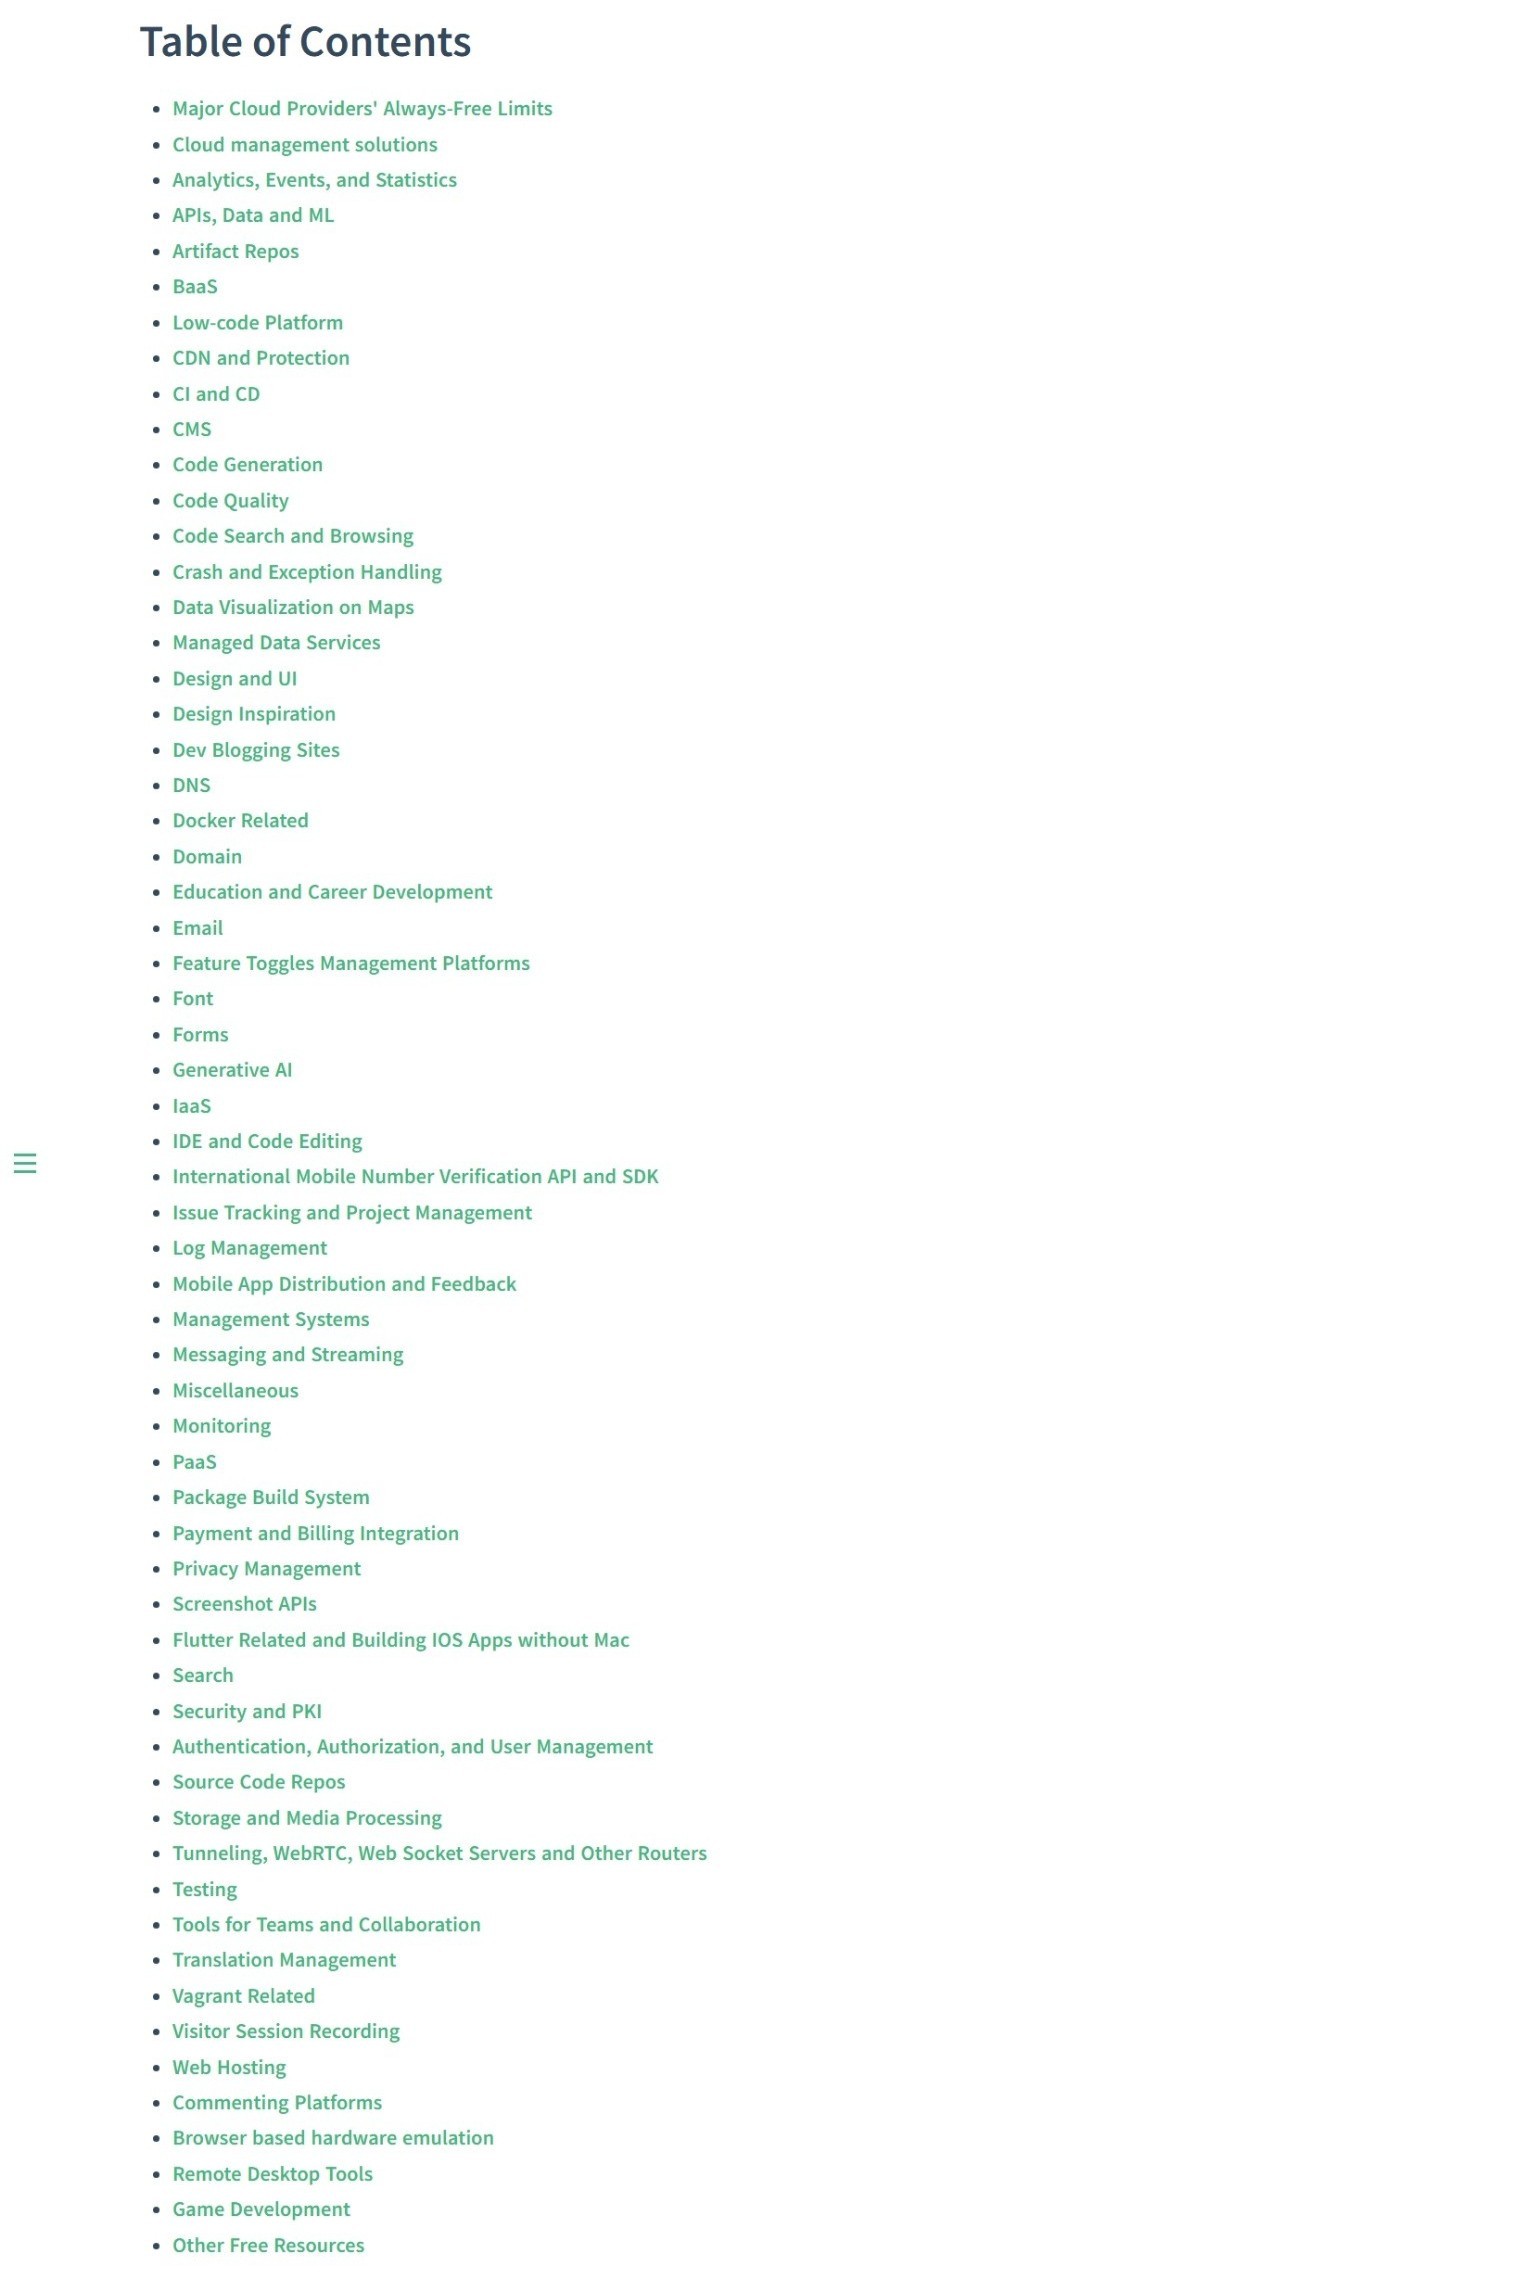 Table of Contents
Major Cloud Providers' Always-Free Limits
Cloud management solutions
Analytics, Events, and Statistics
APIs, Data and ML
Artifact Repos
BaaS
Low-code Platform
CDN and Protection
CI and CD
CMS
Code Generation
Code Quality
Code Search and Browsing
Crash and Exception Handling
Data Visualization on Maps
Managed Data Services
Design and UI
Design Inspiration
Dev Blogging Sites
DNS
Docker Related
Domain
Education and Career Development
Email
Feature Toggles Management Platforms
Font
Forms
Generative AI
IaaS
IDE and Code Editing
International Mobile Number Verification API and SDK
Issue Tracking and Project Management
Log Management
Mobile App Distribution and Feedback
Management Systems
Messaging and Streaming
Miscellaneous
Monitoring
PaaS
Package Build System
Payment and Billing Integration
Privacy Management
Screenshot APIs
Flutter Related and Building IOS Apps without Mac
Search
Security and PKI
Authentication, Authorization, and User Management
Source Code Repos
Storage and Media Processing
Tunneling, WebRTC, Web Socket Servers and Other Routers
Testing
Tools for Teams and Collaboration
Translation Management
Vagrant Related
Visitor Session Recording
Web Hosting
Commenting Platforms
Browser based hardware emulation
Remote Desktop Tools
Game Development
Other Free Resources